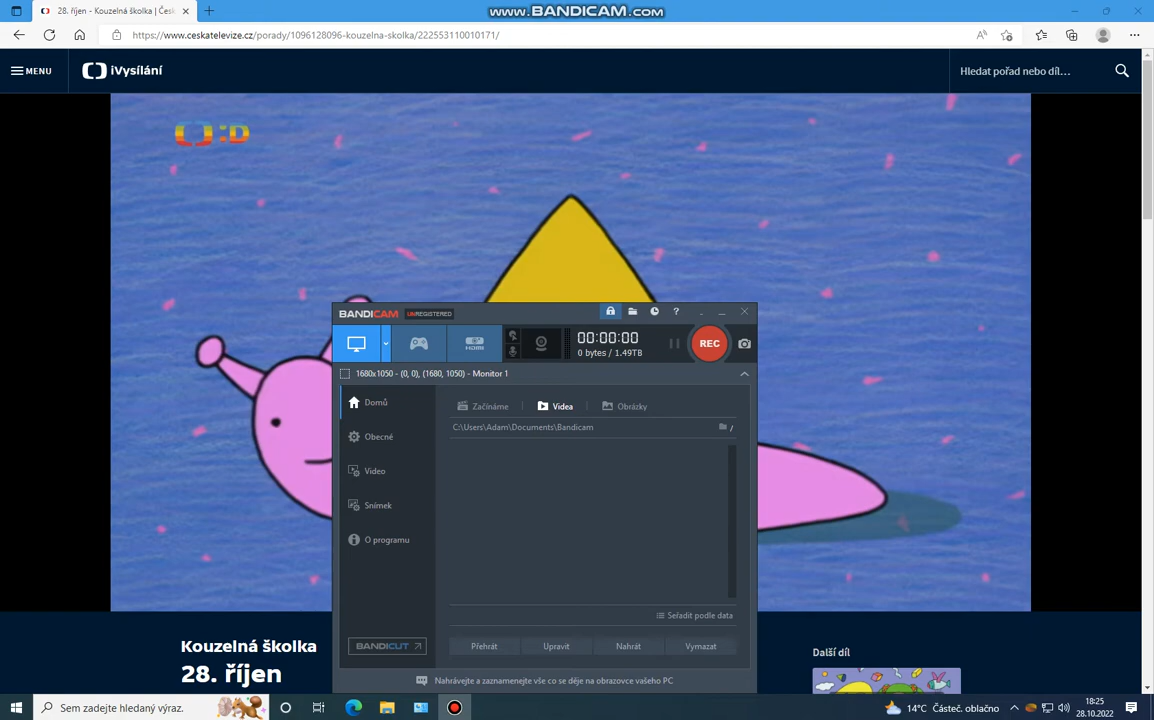 28. říjen - Kouzelná školka | Česk
www.BANDICAM.com
https://www.ceskatelevize.cz/porady/1096128096-kouzelna-skolka/222553110010171/
MENU
iVysílání
Hledat pořad nebo díl...
:D
BANDICAM UNREGISTERED
HDMI
00:00:00
0 bytes / 1.49TB
REC
1680x1050 - (0, 0), (1680, 1050) - Monitor 1
Domů
Obecné
Video
Snímek
O programu
Začínáme
Videa
Obrázky
C:\Users\Adam\Documents\Bandicam
/
Seřadit podle data
BANDICUT
Přehrát
Upravit
Nahrát
Vymazat
Nahrávejte a zaznamenejte vše co se děje na obrazovce vašeho PC
Kouzelná školka
28. říjen
Další díl
Sem zadejte hledaný výraz.
14°C Částeč. oblačno
18:25
28.10.2022